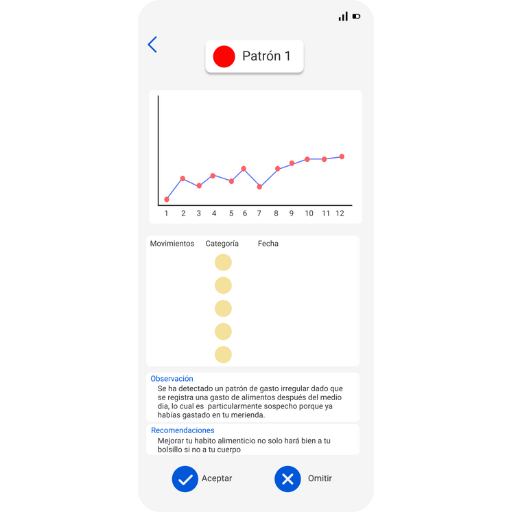 Patrón 1
1 2 3 4 5 6 7 8 9 10 11 12
Movimientos Categoría Fecha
Observación
Se ha detectado un patrón de gasto irregular dado que
se registra una gasto de alimentos después del medio
dia, lo cual es particularmente sospecho porque ya
habias gastado en tu merienda.
Recomendaciones
Mejorar tu habito alimenticio no solo hará bien a tu
bolsillo si no a tu cuerpo
Aceptar Omitir